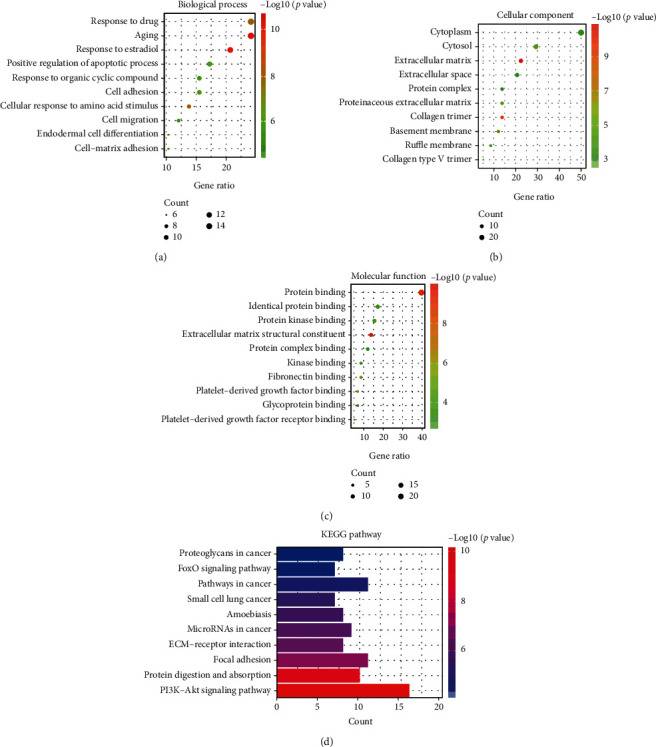 Biological process
–Log10 (p value)
Response to drug
Aging
Response to estradiol
Positive regulation of apoptotic process
Response to organic cyclic compound
Cell adhesion
Cellular response to amino acid stimulus
Cell migration
Endodermal cell differentiation
Cell–matrix adhesion
10
8
6
10 15 20
Gene ratio
Count
6 12
8 14
10
(a)
Cellular component
–Log10 (p value)
Cytoplasm
Cytosol
Extracellular matrix
Extracellular space
Protein complex
Proteinaceous extracellular matrix
Collagen trimer
Basement membrane
Ruffle membrane
Collagen type V trimer
9
7
5
3
10 20 30 40 50
Gene ratio
Count
10
20
(b)
Molecular function
–Log10 (p value)
Protein binding
Identical protein binding
Protein kinase binding
Extracellular matrix structural constituent
Protein complex binding
Kinase binding
Fibronectin binding
Platelet–derived growth factor binding
Glycoprotein binding
Platelet–derived growth factor receptor binding
8
6
4
10 20 30 40
Gene ratio
Count
5 15
10 20
(c)
KEGG pathway
–Log10 (p value)
Proteoglycans in cancer
FoxO signaling pathway
Pathways in cancer
Small cell lung cancer
Amoebiasis
MicroRNAs in cancer
ECM–receptor interaction
Focal adhesion
Protein digestion and absorption
PI3K–Akt signaling pathway
10
8
6
0 5 10 15 20
Count
(d)